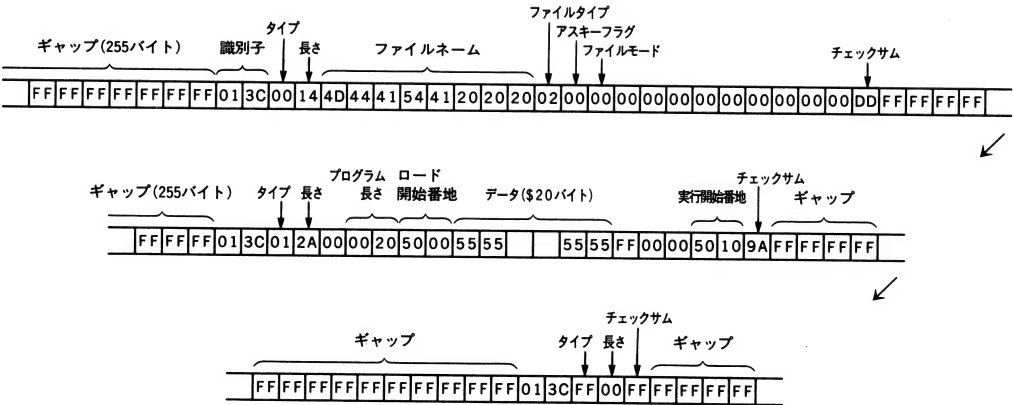 ファイルタイプ
タイプ アスキーフラグ
ギャップ(255バイト) 識別子 長さ ファイルネーム ファイルモード チェックサム
FF FF FF FF FF FF FF 01 3C 00 14 4D 44 41 54 41 20 20 20 02 00 00 00 00 00 00 00 00 00 00 00 DD FF FF FF FF
プログラム ロード チェックサム
ギャップ(255バイト) タイプ 長さ 長さ 開始番地 データ($20バイト) 実行開始番地 ギャップ
FF FF FF 01 3C 01 2A 00 00 20 50 00 55 55 55 55 FF 00 00 50 10 9A FF FF FF FF
チェックサム
ギャップ タイプ 長さ ギャップ
FF FF FF FF FF FF FF FF FF FF 01 3C FF 00 FF FF FF FF FF